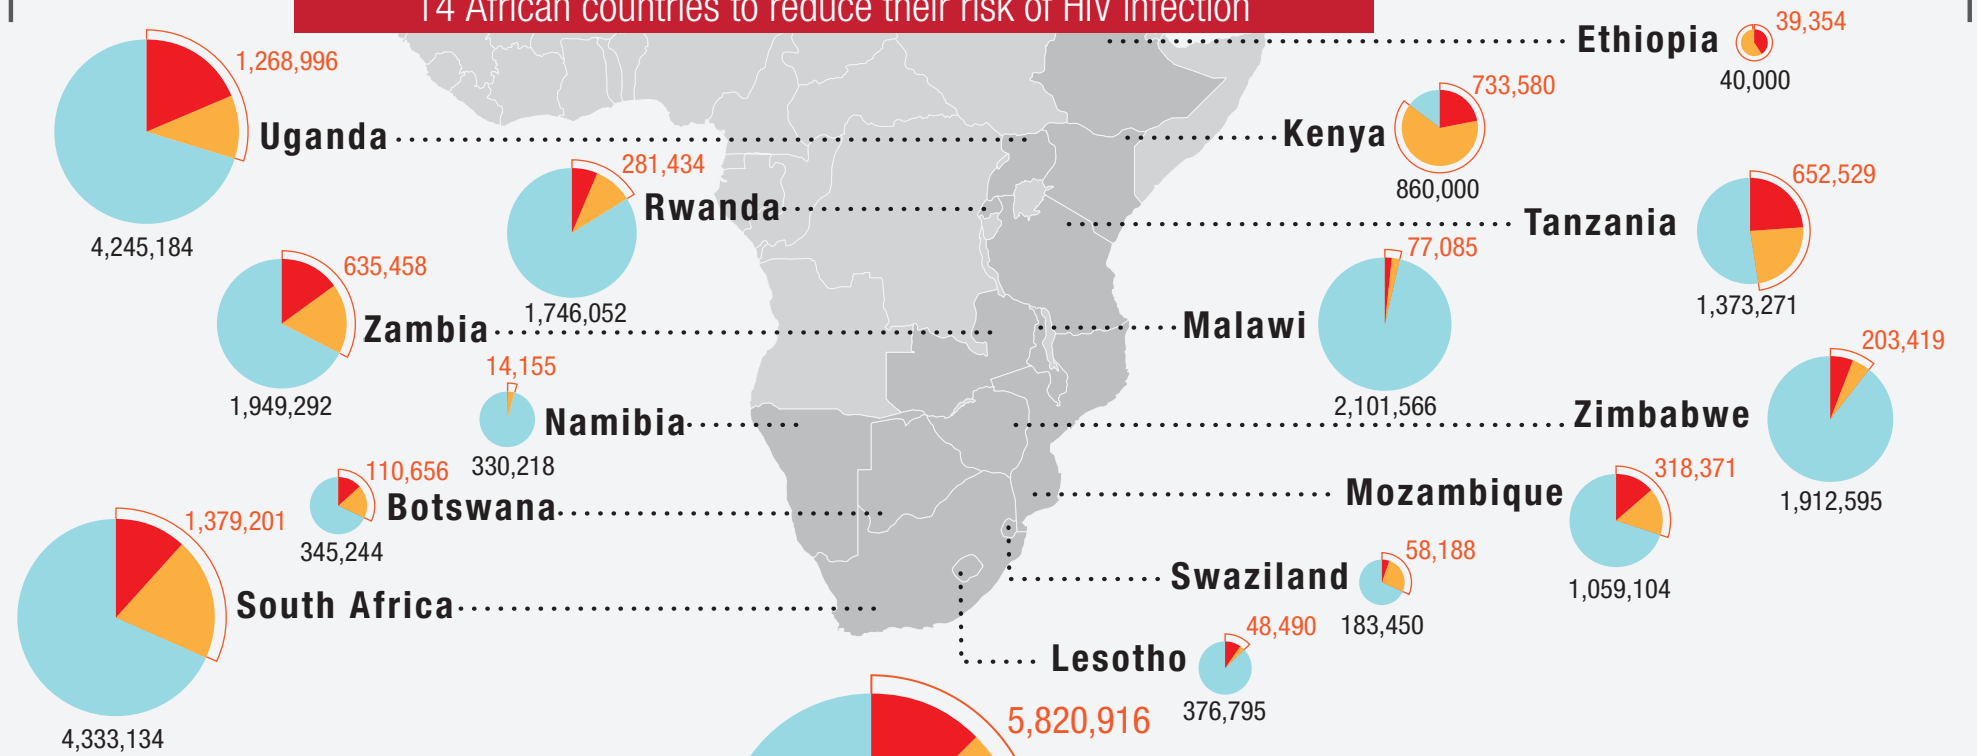 14 African countries to reduce their risk of HIV infection
Ethiopia
39,354
40,000
1,268,996
Uganda
4,245,184
733,580
Kenya
860,000
281,434
Rwanda
1,746,052
652,529
Tanzania
1,373,271
635,458
Zambia
1,949,292
77,085
Malawi
2,101,566
14,155
Namibia
330,218
203,419
Zimbabwe
1,912,595
110,656
Botswana
345,244
318,371
Mozambique
1,059,104
1,379,201
South Africa
4,333,134
58,188
Swaziland
183,450
48,490
Lesotho
376,795
5,820,916